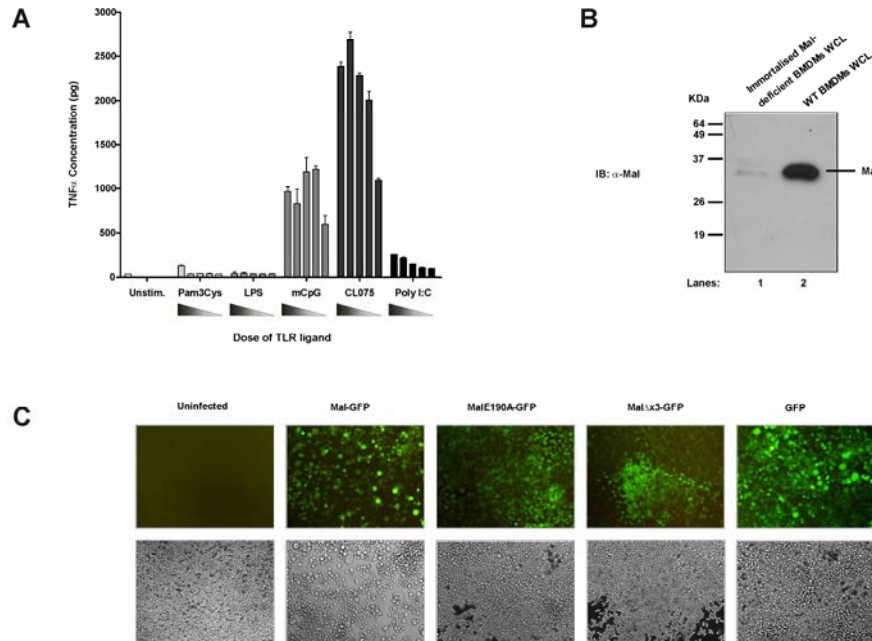 A
3000
2500
2000
1500
1000
500
0
TNFα Concentration (pg)
Unstim. Pam3Cys LPS mCpG CL075 Poly I:C
Dose of TLR ligand
B
Immortalised Mal-
deficient BMDMs WCL
WT BMDMs WCL
KDa
64
49
37
26
19
IB: α-Mal
Lanes: 1 2
C
Uninfected Mal-GFP MalE190A-GFP MalΔx3-GFP GFP